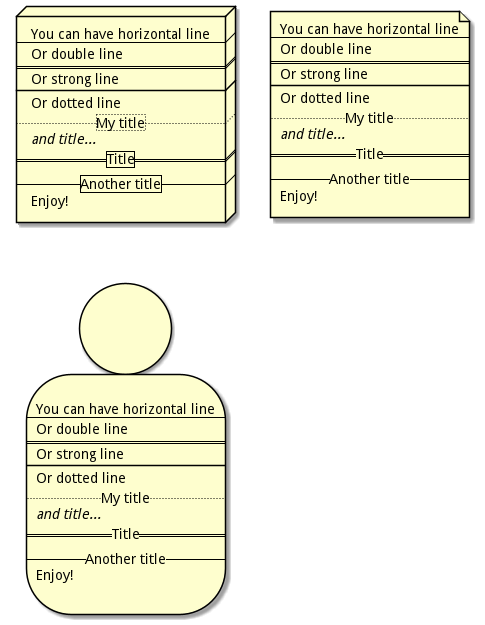 You can have horizontal line
Or double line
Or strong line
Or dotted line
My title
and title...
Title
Another title
Enjoy!
You can have horizontal line
Or double line
Or strong line
Or dotted line
My title
and title...
Title
Another title
Enjoy!
You can have horizontal line
Or double line
Or strong line
Or dotted line
My title
and title...
Title
Another title
Enjoy!